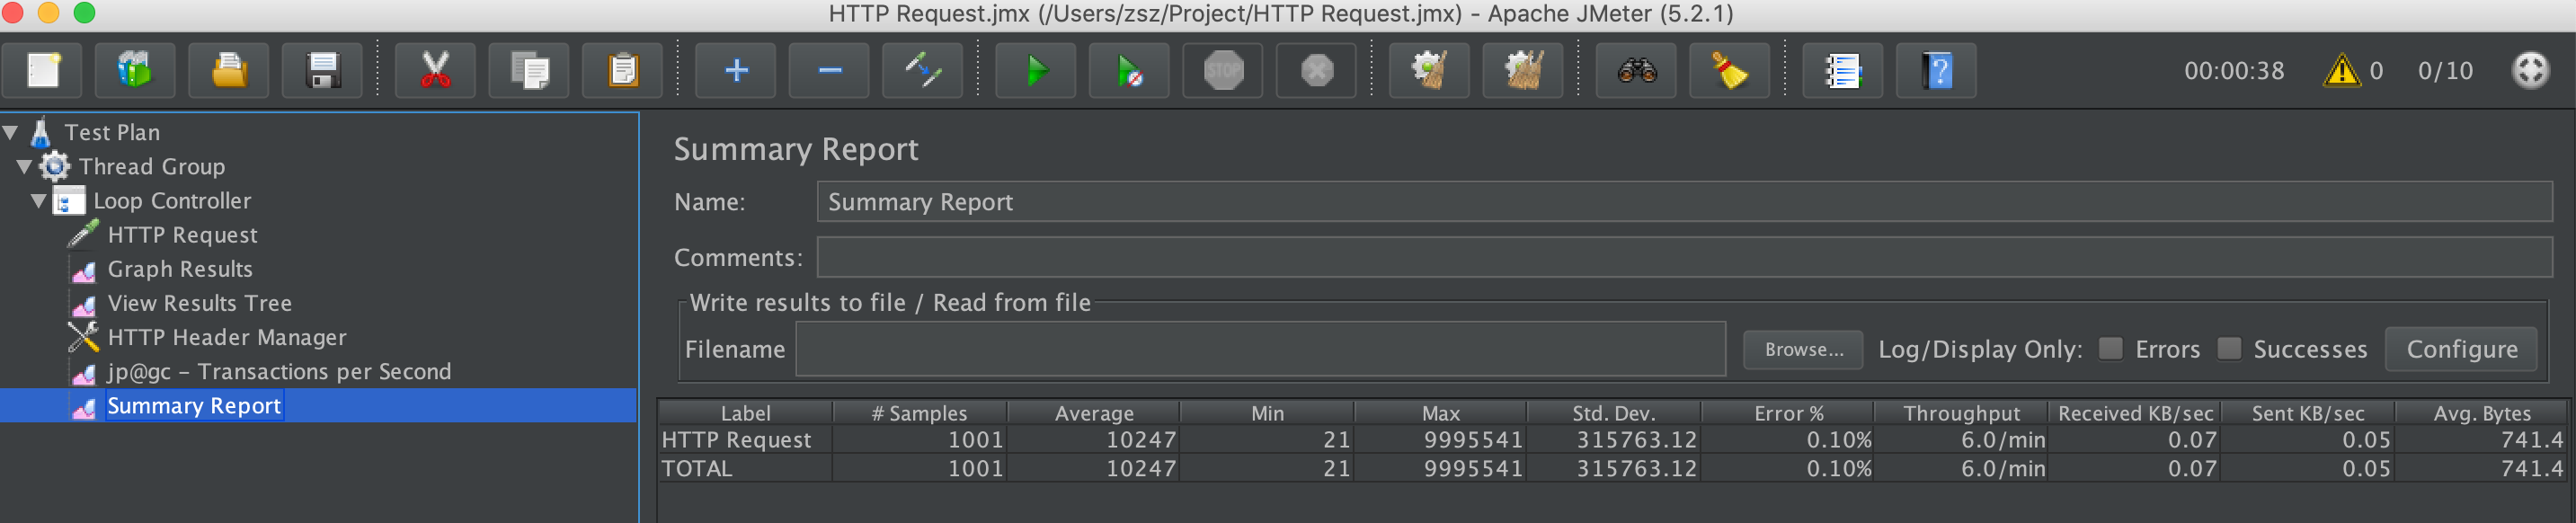 HTTP Request.jmx (/Users/zsz/Project/HTTP Request.jmx) - Apache JMeter (5.2.1)
STOP
00:00:38 0 0/10
Test Plan
Thread Group
Loop Controller
HTTP Request
Graph Results
View Results Tree
HTTP Header Manager
jp@gc - Transactions per Second
Summary Report
Summary Report
Name: Summary Report
Comments:
Write results to file / Read from file
Filename Browse... Log/Display Only: Errors Successes Configure
Label # Samples Average Min Max Std. Dev. Error % Throughput Received KB/sec Sent KB/sec Avg. Bytes
HTTP Request 1001 10247 21 9995541 315763.12 0.10% 6.0/min 0.07 0.05 741.4
TOTAL 1001 10247 21 9995541 315763.12 0.10% 6.0/min 0.07 0.05 741.4